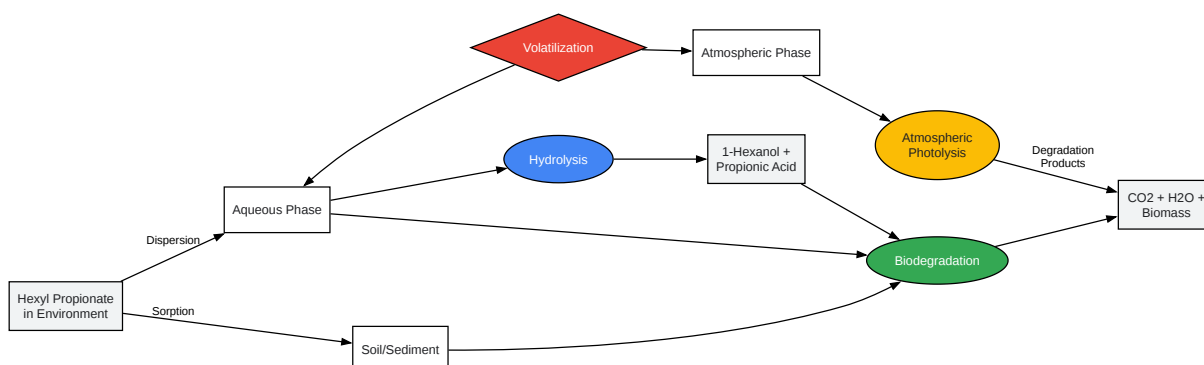 Volatilization
Atmospheric Phase
Atmospheric
Photolysis
Degradation
Products
Hydrolysis
1-Hexanol +
Propionic Acid
CO2 + H2O +
Biomass
Aqueous Phase
Dispersion
Biodegradation
Hexyl Propionate
in Environment
Sorption
Soil/Sediment